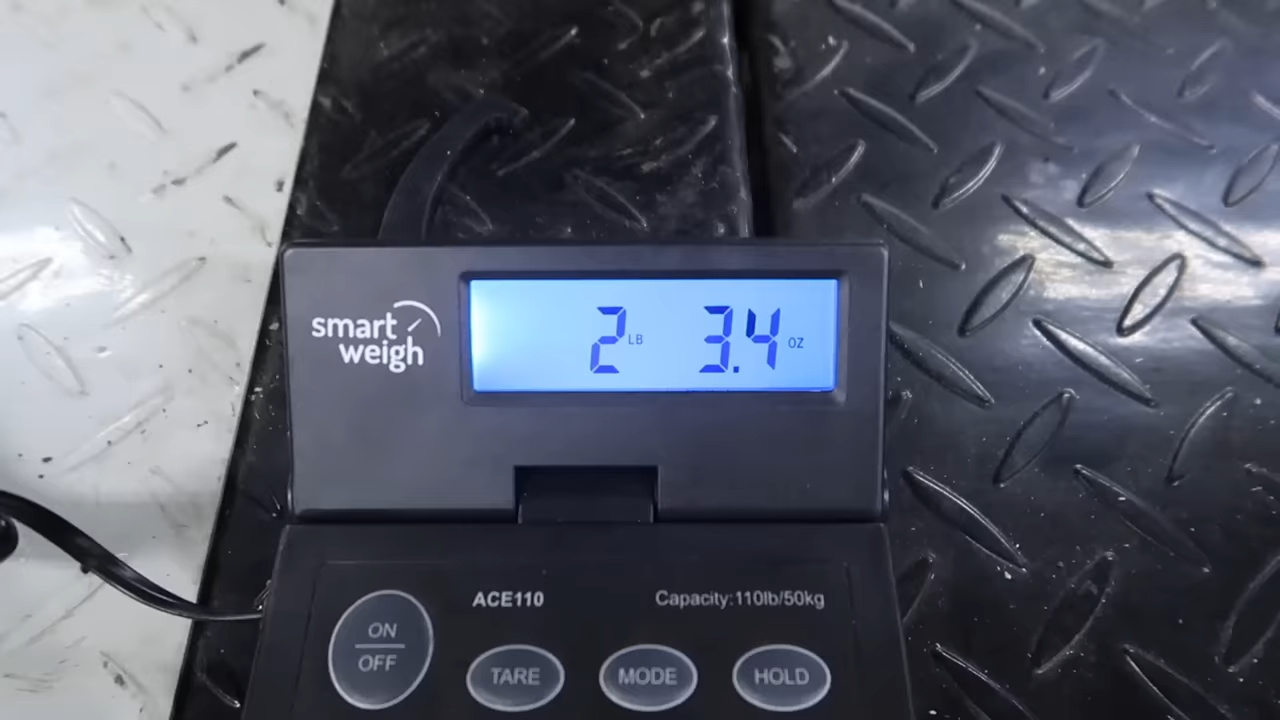 smart
weigh
2 LB 3.4 OZ
ACE110 Capacity:110lb/50kg
ON
OFF
TARE MODE HOLD